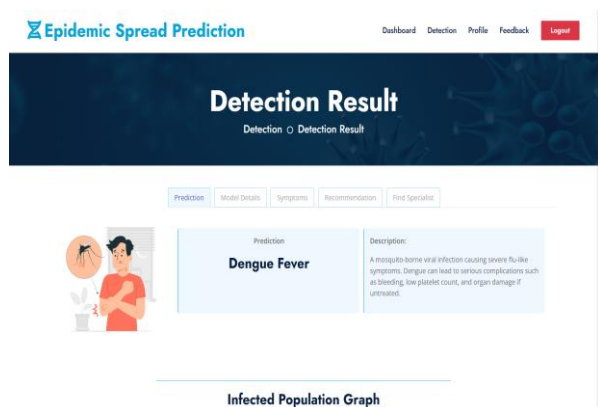 Epidemic Spread Prediction
Dashboard Detection Profile Feedback Logout
Detection Result
Detection Detection Result
Prediction Model Details Symptoms Recommendation Find Specialist
Prediction
Dengue Fever
Description:
A mosquito-borne viral infection causing severe flu-like
symptoms. Dengue can lead to serious complications such
as bleeding, low platelet count, and organ damage if
untreated.
Infected Population Graph